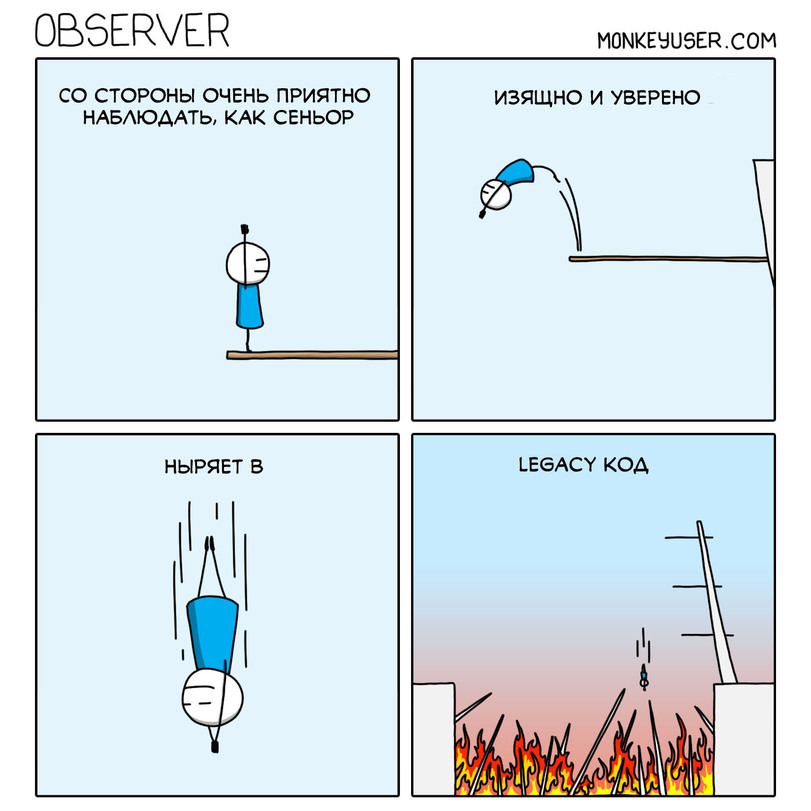 OBSERVER
MONKEYUSER.COM
СО СТОРОНЫ ОЧЕНЬ ПРИЯТНО
НАБЛЮДАТЬ, КАК СЕНЬОР
ИЗЯЩНО И УВЕРЕНО
НЫРЯЕТ В
LEGACY КОД